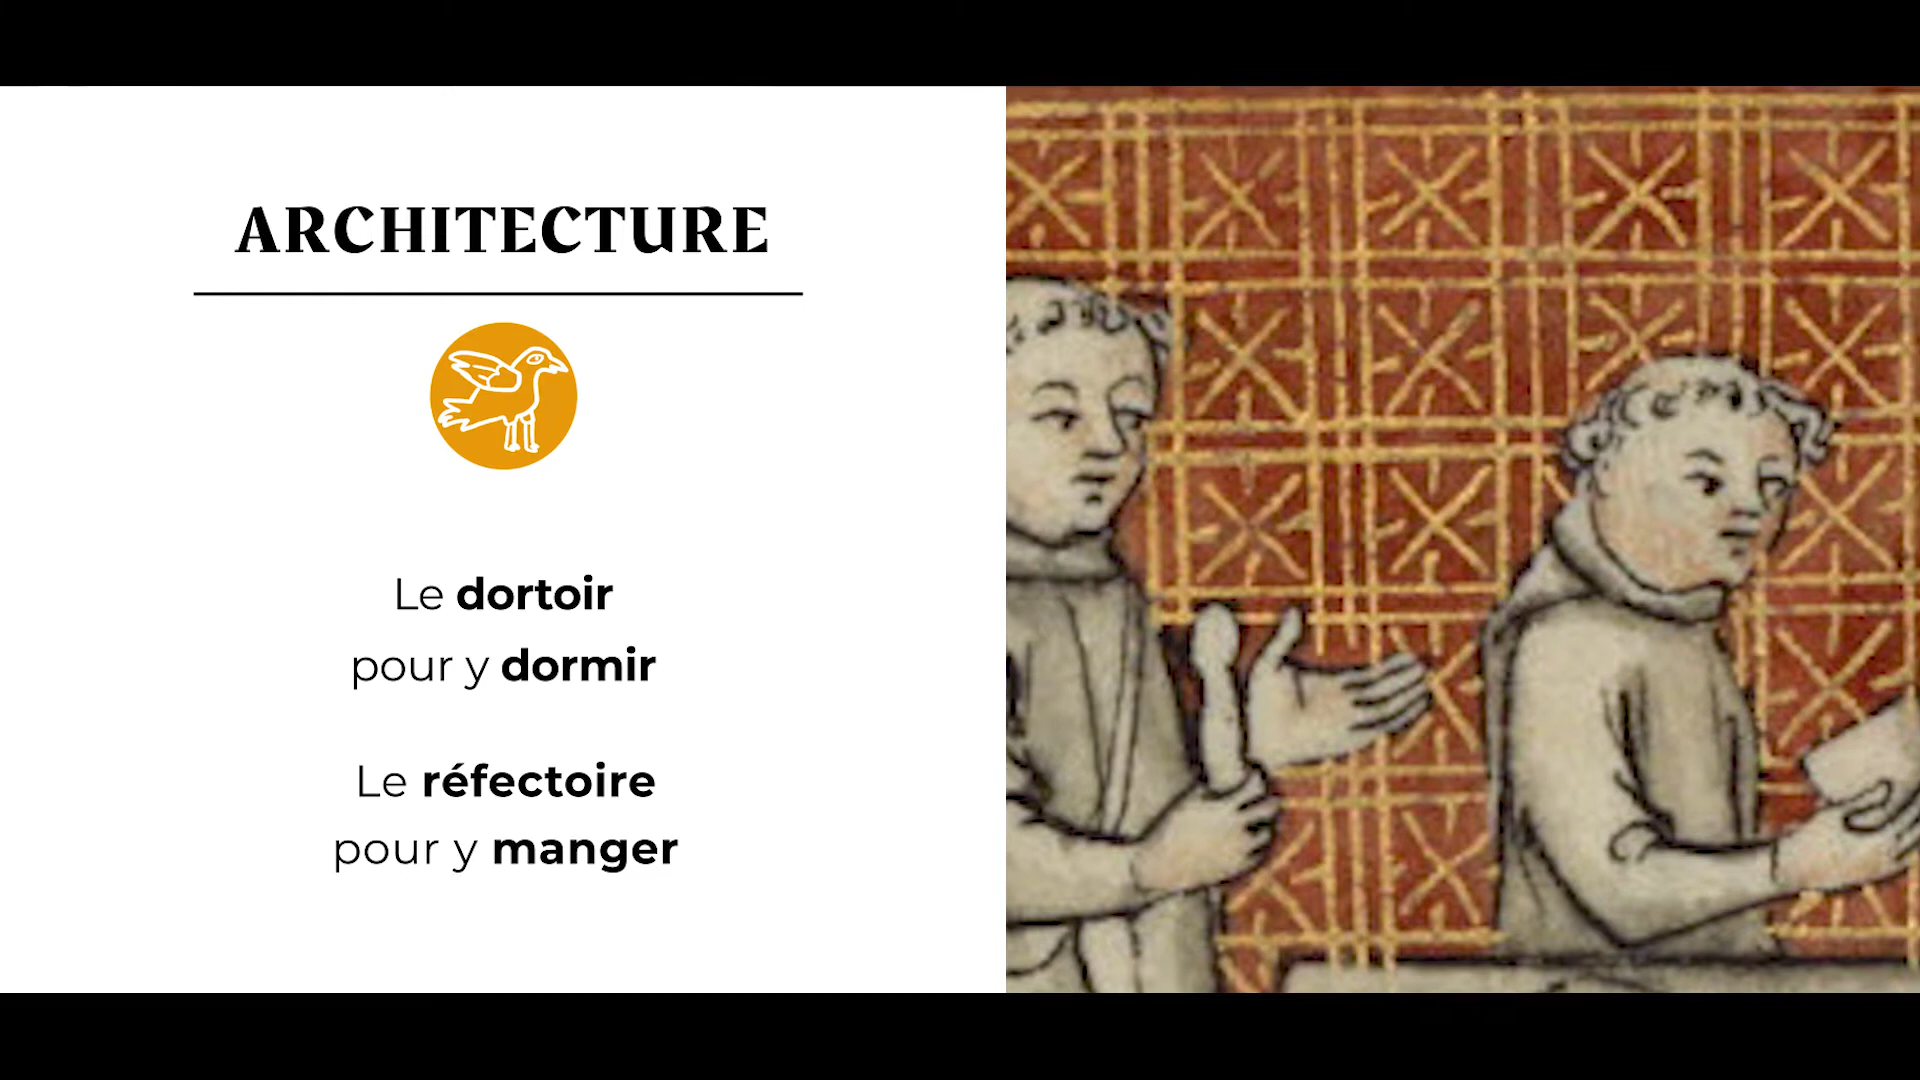 ARCHITECTURE
Le dortoir
pour y dormir
Le réfectoire
pour y manger